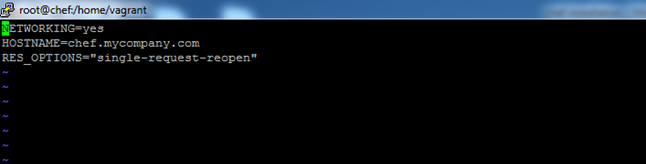 root@chef:/home/vagrant
NETWORKING=yes
HOSTNAME=chef.mycompany.com
RES_OPTIONS="single-request-reopen"
~
~
~
~
~
~
~